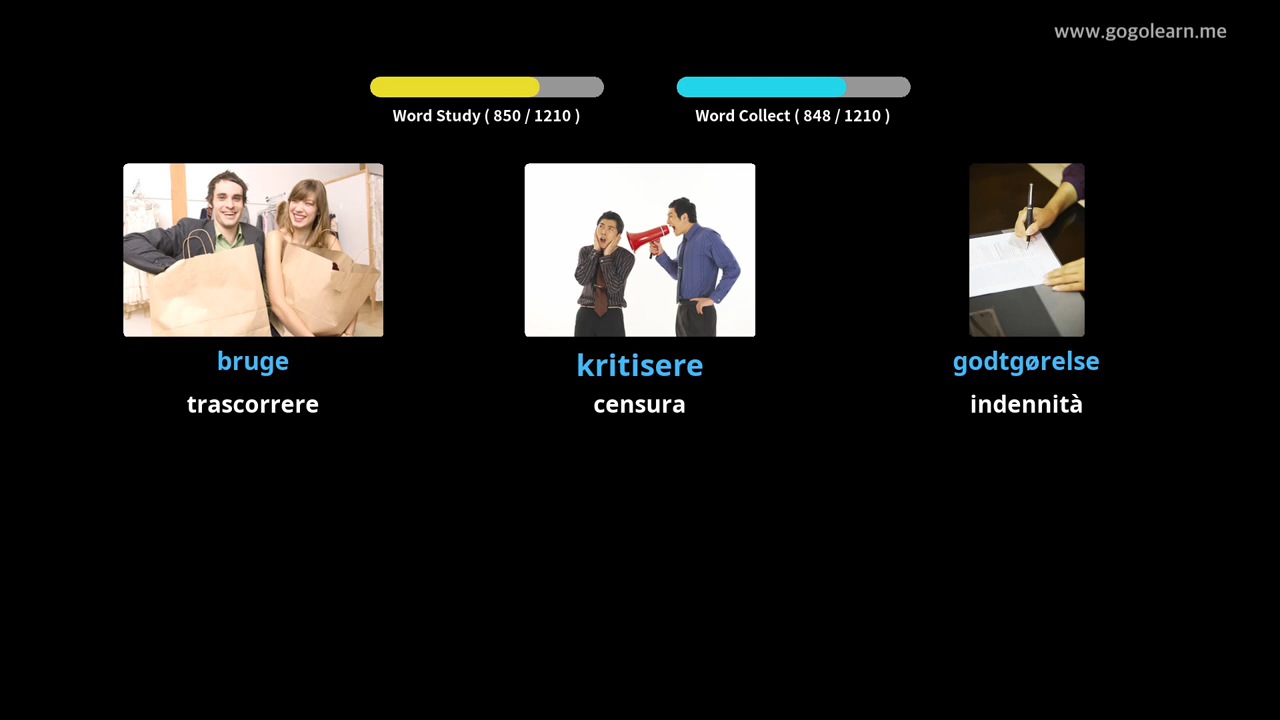 www.gogolearn.me
Word Study ( 850 / 1210 )
Word Collect ( 848 / 1210 )
bruge
kritisere
godtgørelse
trascorrere
censura
indennità